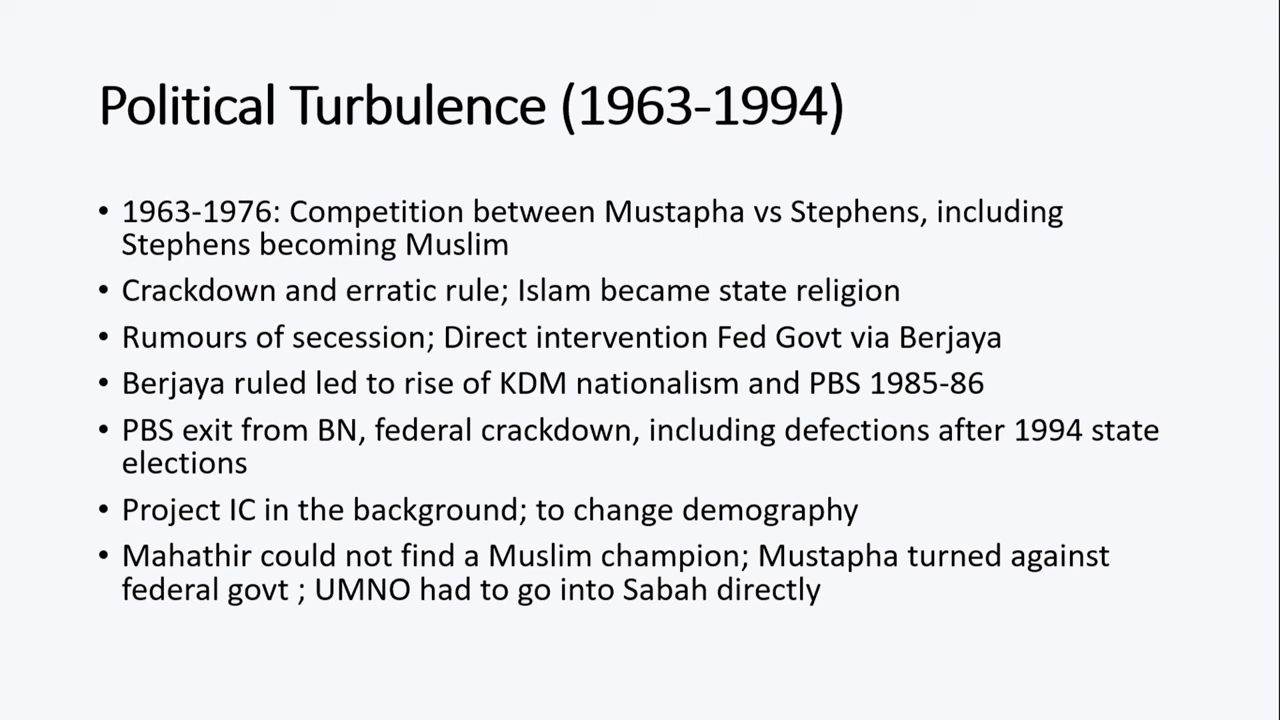 Political Turbulence (1963-1994)
• 1963-1976: Competition between Mustapha vs Stephens, including
Stephens becoming Muslim
• Crackdown and erratic rule; Islam became state religion
• Rumours of secession; Direct intervention Fed Govt via Berjaya
• Berjaya ruled led to rise of KDM nationalism and PBS 1985-86
• PBS exit from BN, federal crackdown, including defections after 1994 state
elections
• Project IC in the background; to change demography
• Mahathir could not find a Muslim champion; Mustapha turned against
federal govt ; UMNO had to go into Sabah directly